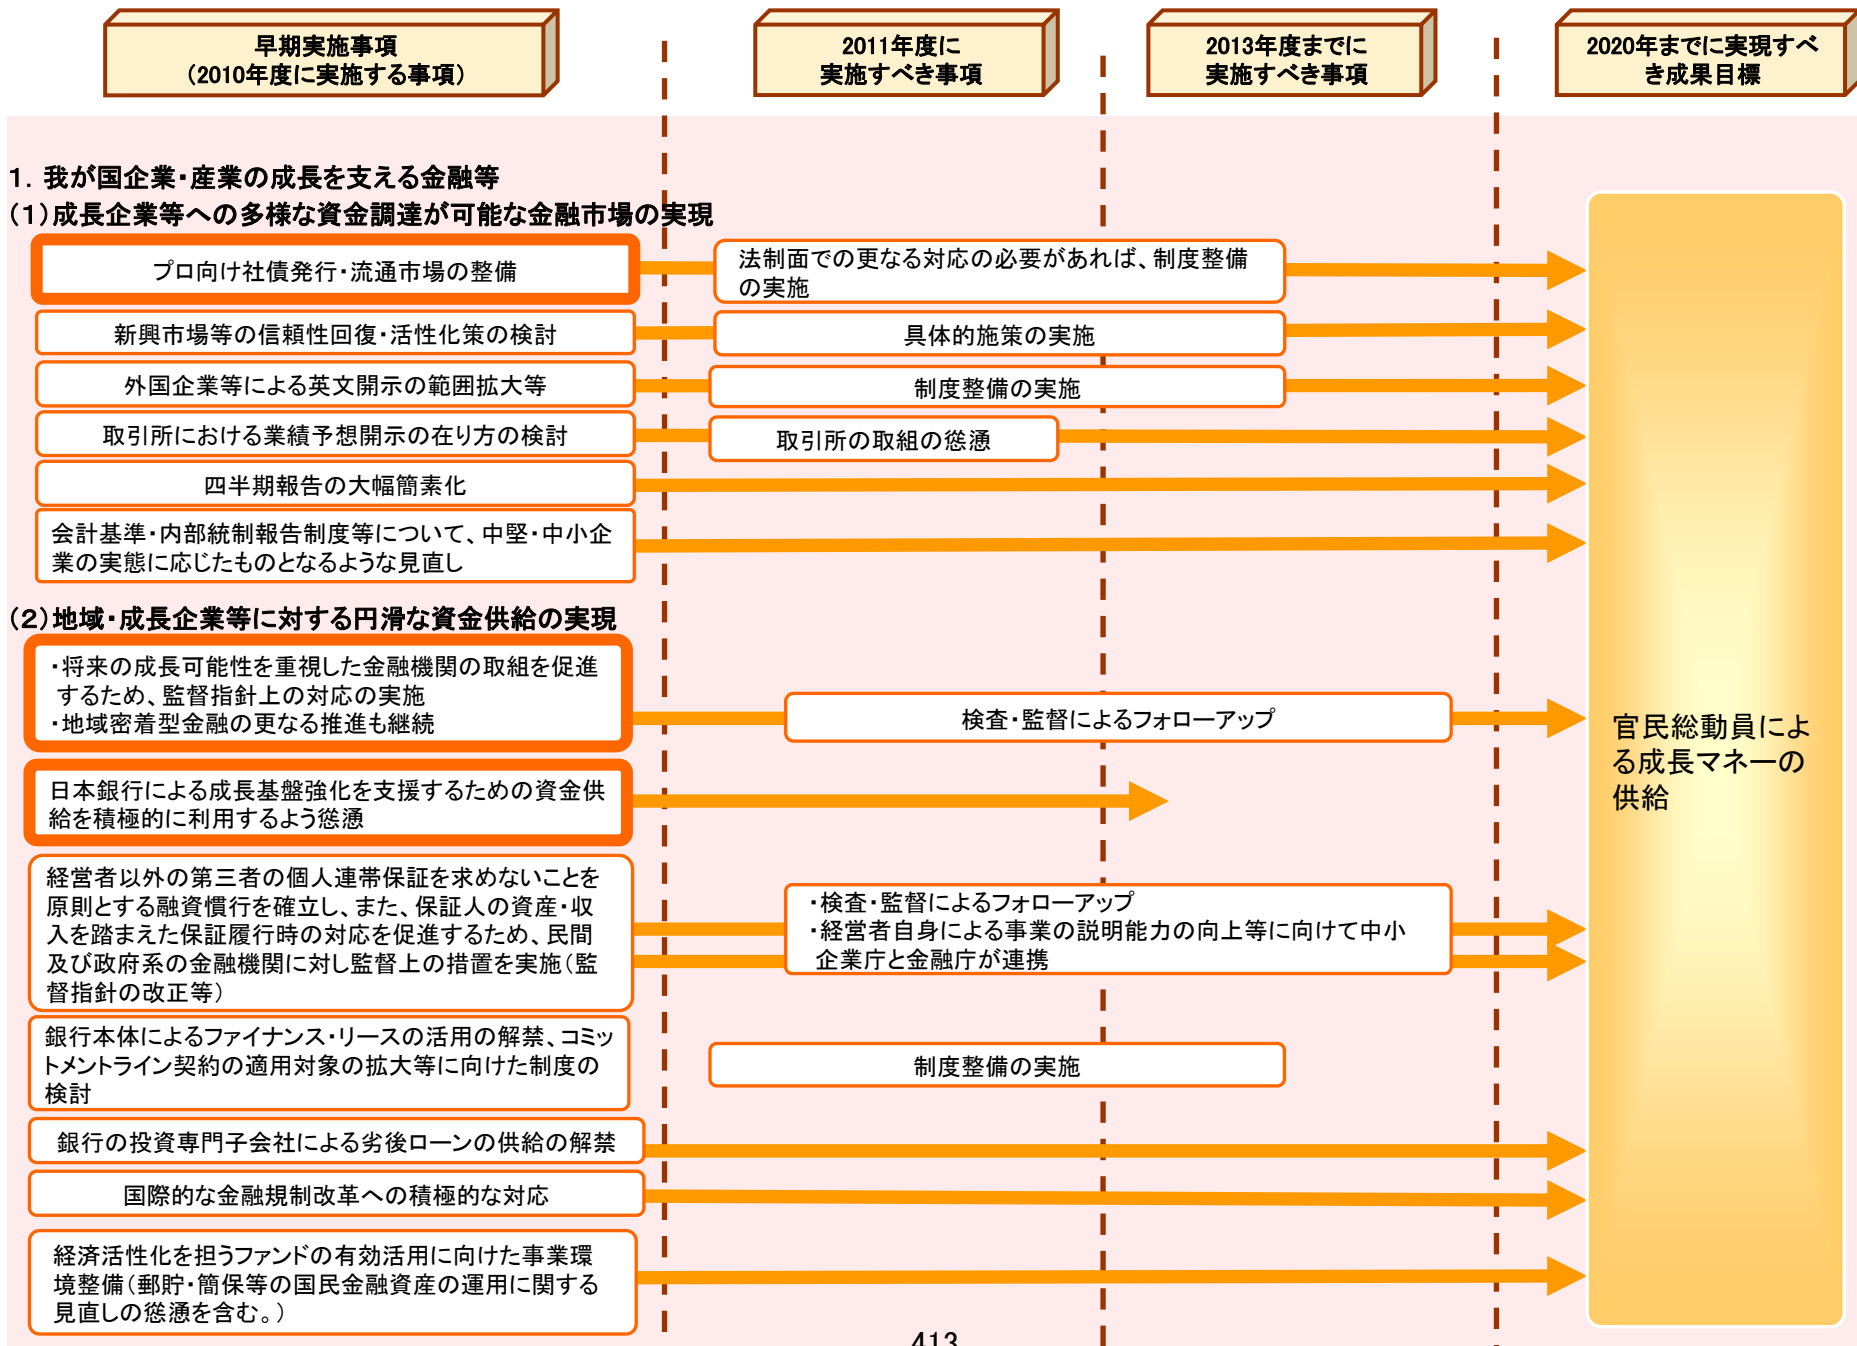 早期実施事項
(2010年度に実施する事項)
2011年度に
実施すべき事項
2013年度までに
実施すべき事項
2020年までに実現すべ
き成果目標
1.我が国企業・産業の成長を支える金融等
(1)成長企業等への多様な資金調達が可能な金融市場の実現
プロ向け社債発行・流通市場の整備
法制面での更なる対応の必要があれば、制度整備
の実施
新興市場等の信頼性回復・活性化策の検討
具体的施策の実施
外国企業等による英文開示の範囲拡大等
制度整備の実施
取引所における業績予想開示の在り方の検討
取引所の取組の慫慂
四半期報告の大幅簡素化
会計基準・内部統制報告制度等について、中堅・中小企
業の実態に応じたものとなるような見直し
(2)地域・成長企業等に対する円滑な資金供給の実現
・将来の成長可能性を重視した金融機関の取組を促進
するため、監督指針上の対応の実施
・地域密着型金融の更なる推進も継続
検査・監督によるフォローアップ
日本銀行による成長基盤強化を支援するための資金供
給を積極的に利用するよう慫慂
経営者以外の第三者の個人連帯保証を求めないことを
原則とする融資慣行を確立し、また、保証人の資産・収
入を踏まえた保証履行時の対応を促進するため、民間
及び政府系の金融機関に対し監督上の措置を実施(監
督指針の改正等)
・検査・監督によるフォローアップ
・経営者自身による事業の説明能力の向上等に向けて中小
企業庁と金融庁が連携
銀行本体によるファイナンス・リースの活用の解禁、コミッ
トメントライン契約の適用対象の拡大等に向けた制度の
検討
制度整備の実施
銀行の投資専門子会社による劣後ローンの供給の解禁
国際的な金融規制改革への積極的な対応
経済活性化を担うファンドの有効活用に向けた事業環
境整備(郵貯・簡保等の国民金融資産の運用に関する
見直しの慫慂を含む。)
官民総動員によ
る成長マネーの
供給
413